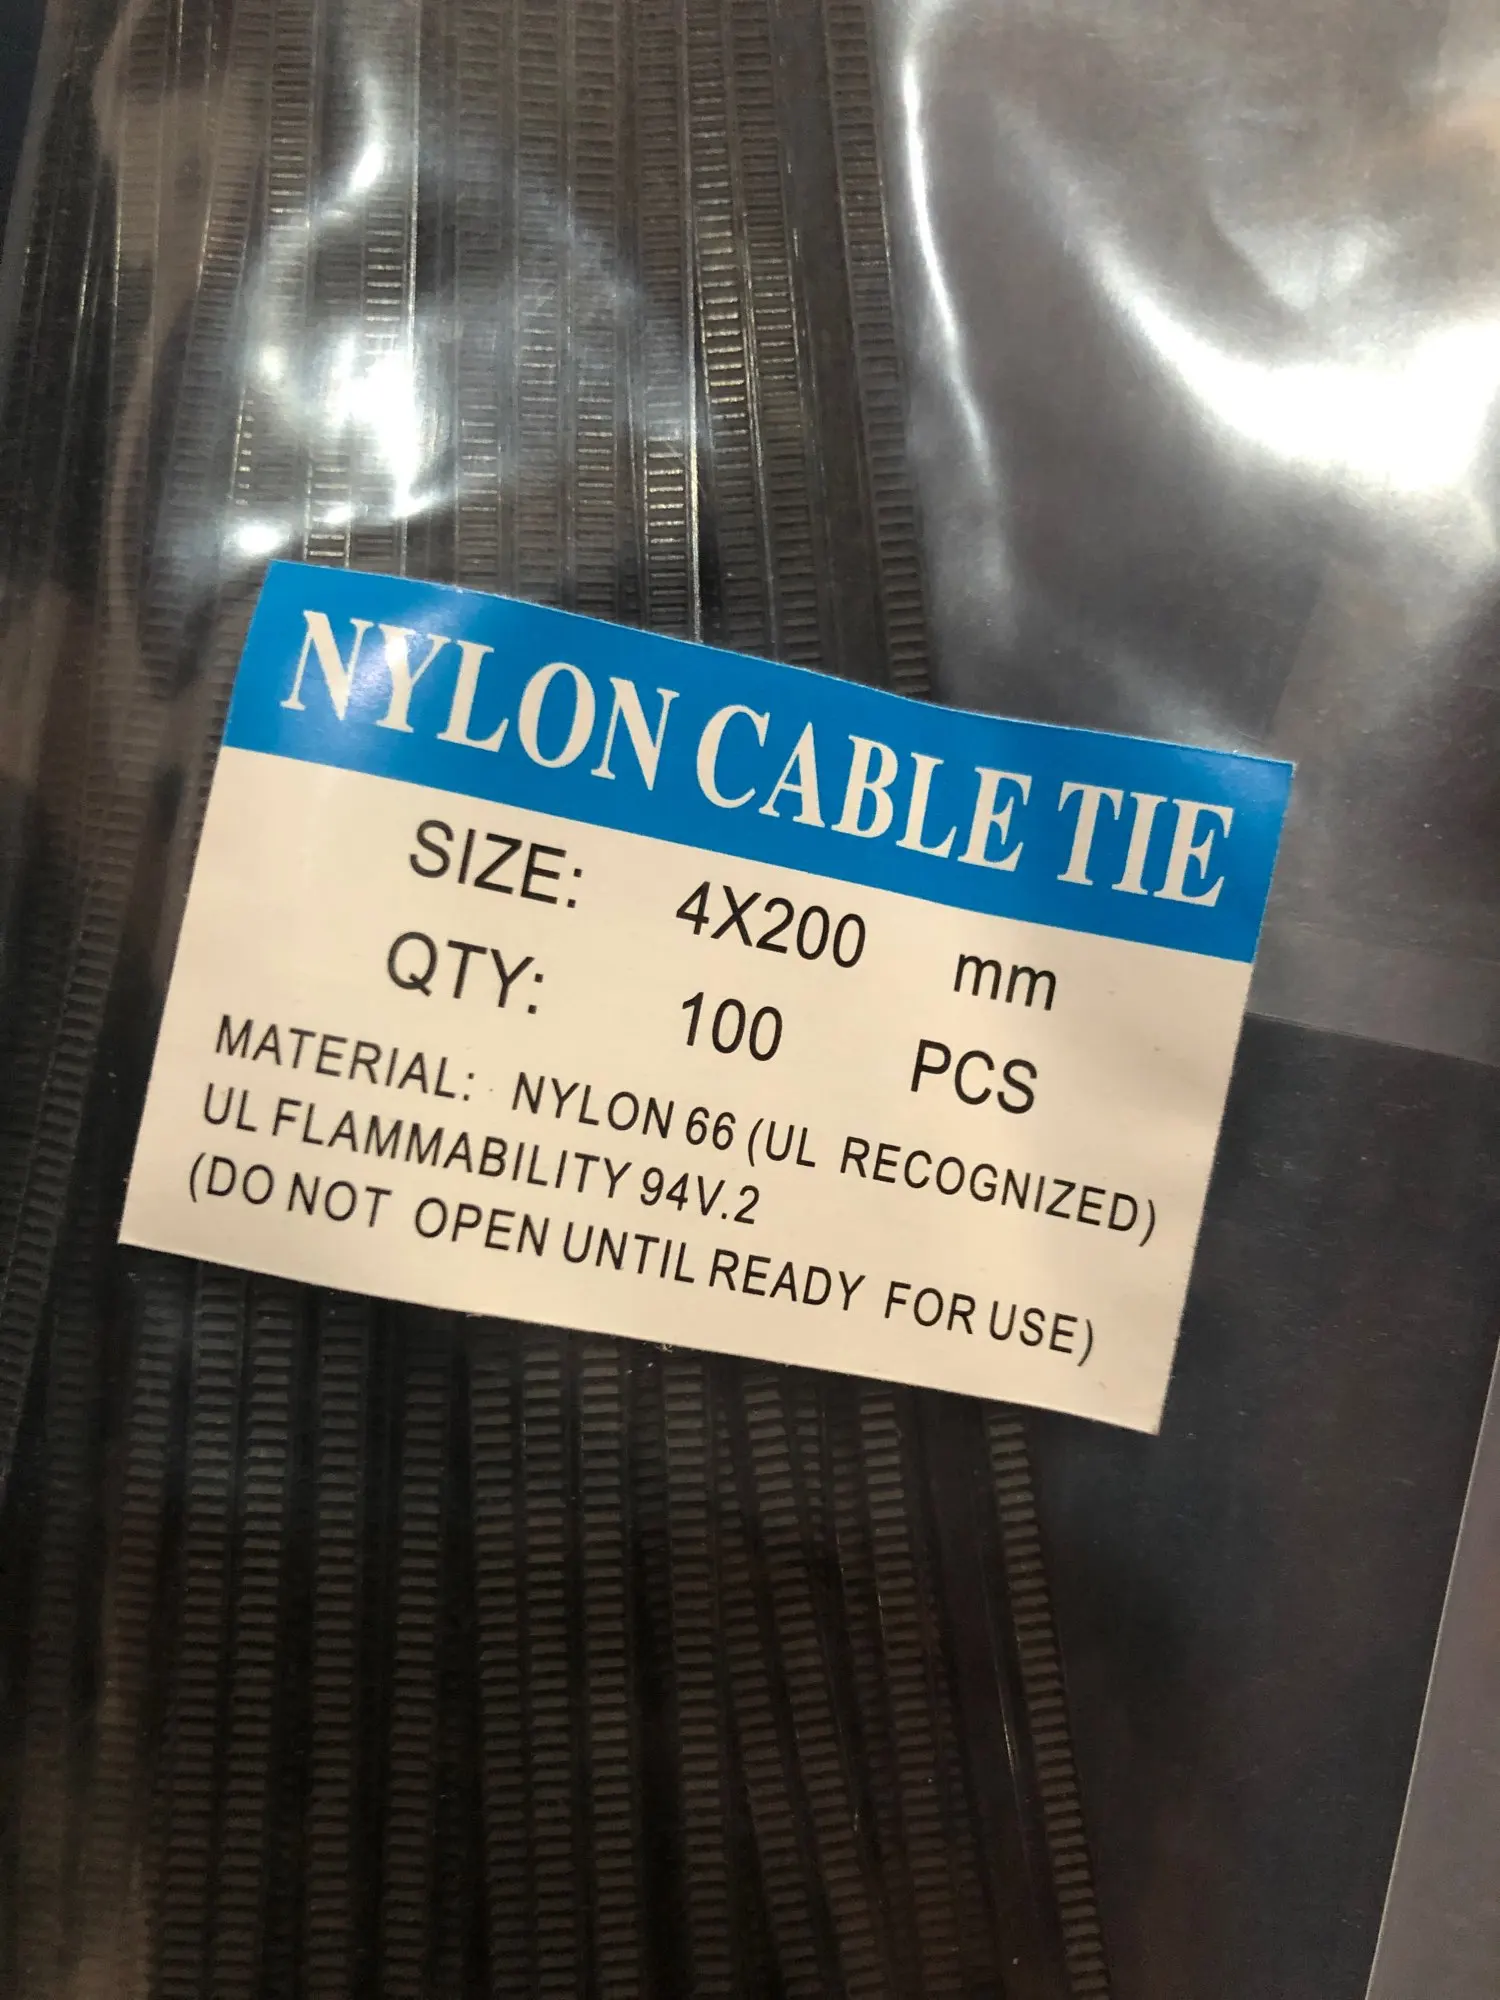 NYLON CABLE TIE
SIZE: 4X200 mm
QTY: 100 PCS
MATERIAL: NYLON 66 (UL RECOGNIZED)
UL FLAMMABILITY 94V.2
(DO NOT OPEN UNTIL READY FOR USE)